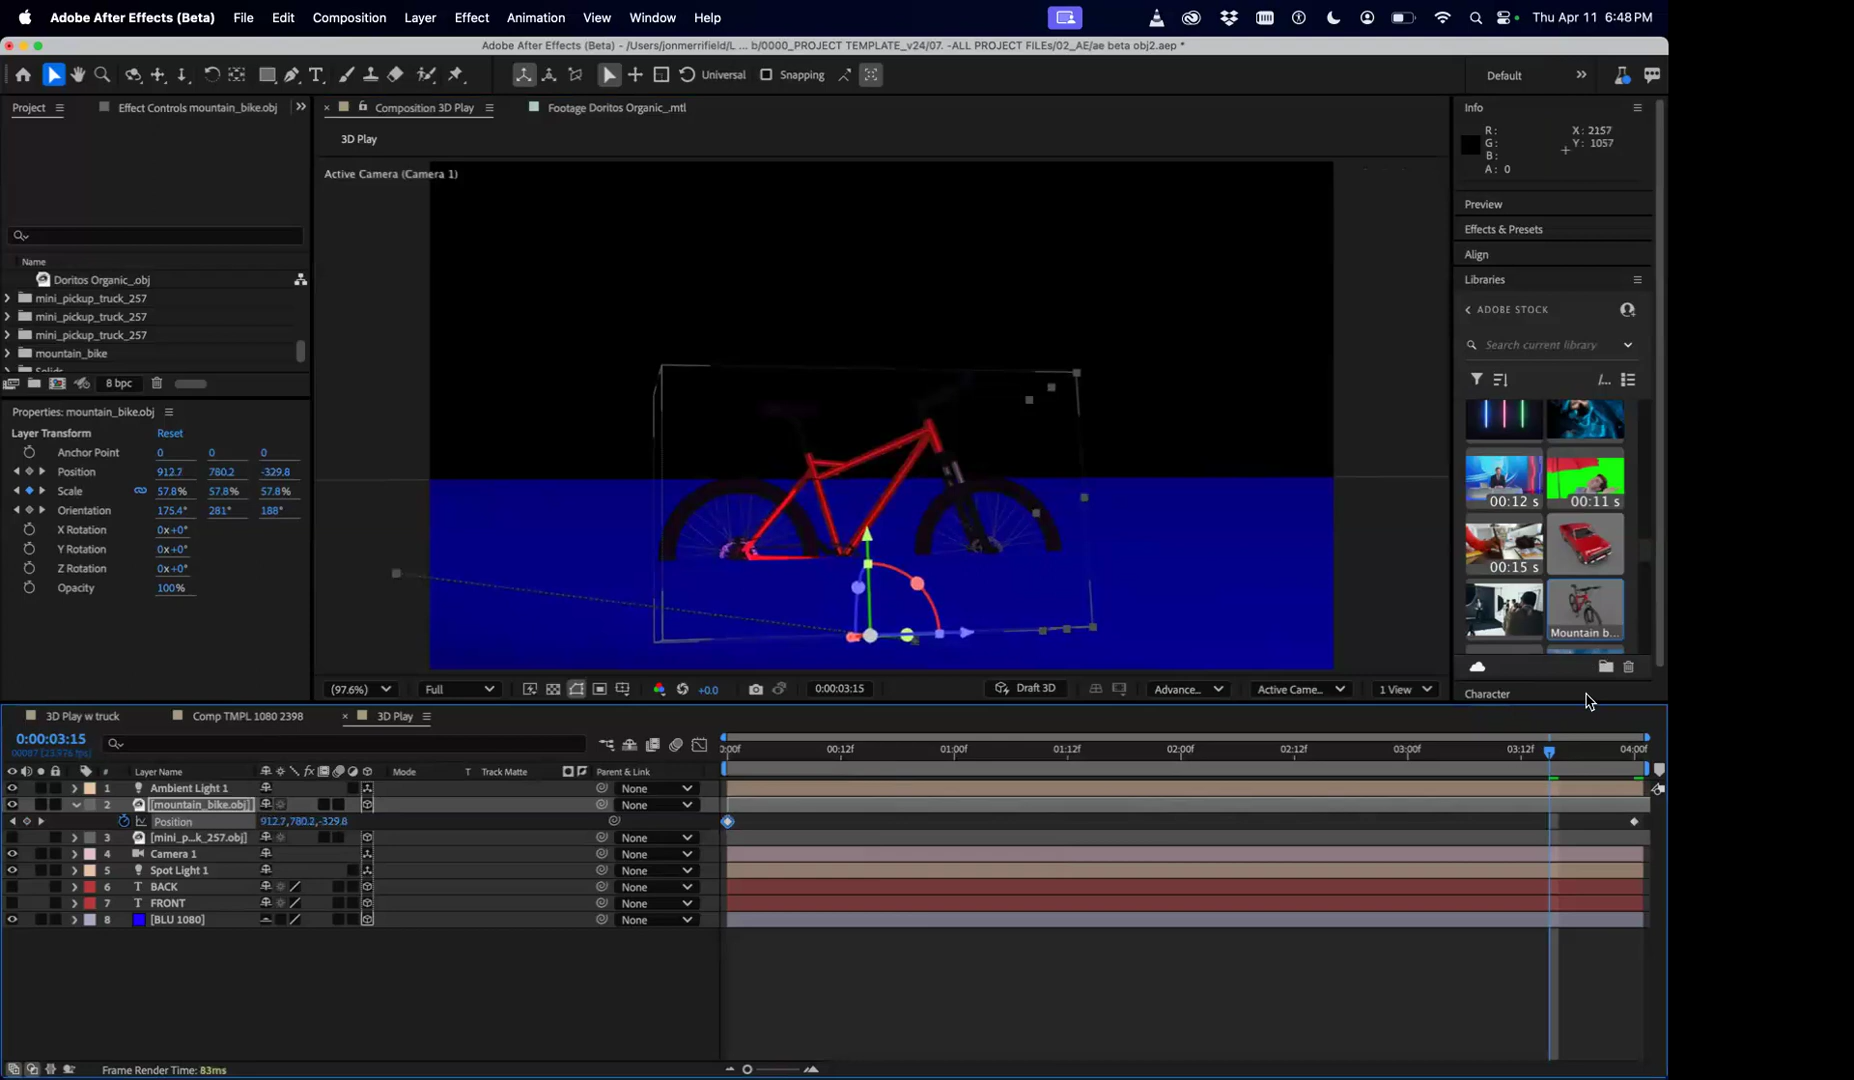 Adobe After Effects (Beta) File Edit Composition Layer Effect Animation View Window Help Thu Apr 11 6:48 PM
Adobe After Effects (Beta) - /Users/jonmerrifield/L ... b/0000_PROJECT TEMPLATE_v24/07. -ALL PROJECT FILEs/02_AE/ae beta obj2.aep *
Universal Snapping Default
Project Effect Controls mountain_bike.obj Composition 3D Play Footage Doritos Organic_.mtl Info
3D Play
R: X: 2157
G: Y: 1057
B:
A: 0
Active Camera (Camera 1)
Preview
Effects & Presets
Align
Name
Doritos Organic_.obj
mini_pickup_truck_257
mini_pickup_truck_257
mini_pickup_truck_257
mountain_bike
Solids
8 bpc
Libraries
ADOBE STOCK
Search current library
00:12 s 00:11 s
00:15 s
Mountain b...
Character
Properties: mountain_bike.obj
Layer Transform Reset
Anchor Point 0 0 0
Position 912.7 780.2 -329.8
Scale 57.8% 57.8% 57.8%
Orientation 175.4° 281° 188°
X Rotation 0x+0°
Y Rotation 0x+0°
Z Rotation 0x+0°
Opacity 100%
(97.6%) Full +0.0 0:00:03:15 Draft 3D Advance... Active Came... 1 View
3D Play w truck Comp TMPL 1080 2398 3D Play
0:00:03:15
00087 (23.976 fps)
0:00f 00:12f 01:00f 01:12f 02:00f 02:12f 03:00f 03:12f 04:00f
# Layer Name Mode T Track Matte Parent & Link
1 Ambient Light 1 None
2 [mountain_bike.obj] None
Position 912.7,780.2,-329.8
3 [mini_p...k_257.obj] None
4 Camera 1 None
5 Spot Light 1 None
6 T BACK None
7 T FRONT None
8 [BLU 1080] None
Frame Render Time: 83ms